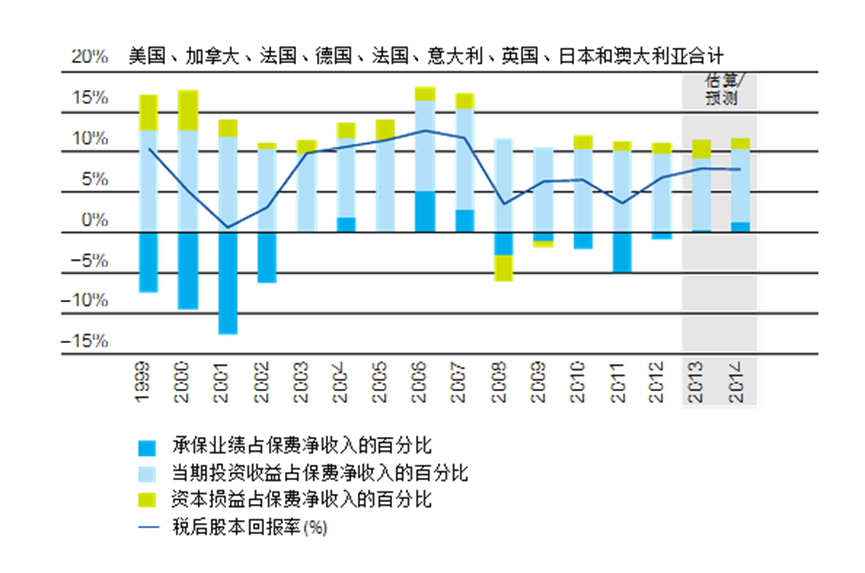 20%
美国、加拿大、法国、德国、法国、意大利、英国、日本和澳大利亚合计
估算/
预测
15%
10%
5%
0%
−5%
−10%
−15%
1999 2000 2001 2002 2003 2004 2005 2006 2007 2008 2009 2010 2011 2012 2013 2014
承保业绩占保费净收入的百分比
当期投资收益占保费净收入的百分比
资本损益占保费净收入的百分比
税后股本回报率(%)